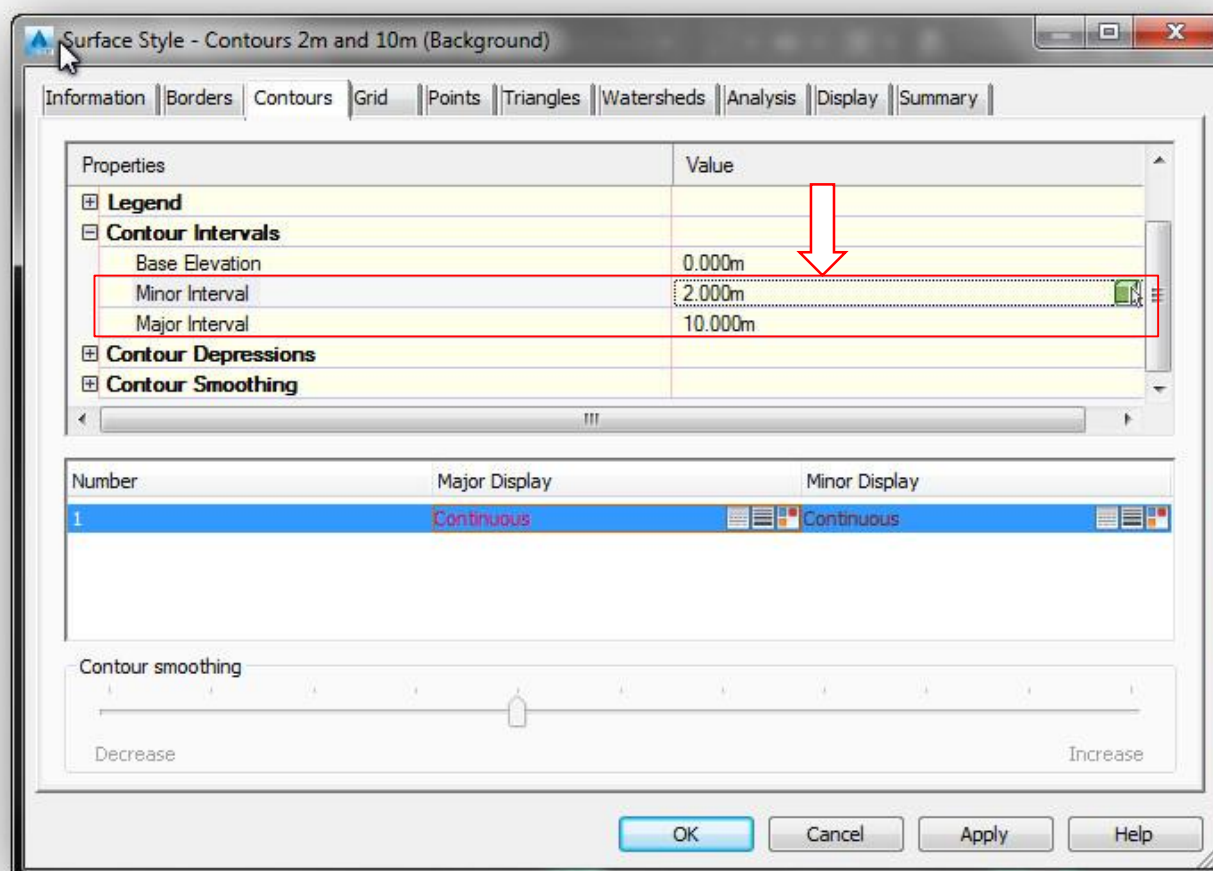 Surface Style - Contours 2m and 10m (Background)
Information Borders Contours Grid Points Triangles Watersheds Analysis Display Summary
Properties Value
Legend
Contour Intervals
Base Elevation 0.000m
Minor Interval 2.000m
Major Interval 10.000m
Contour Depressions
Contour Smoothing
Number Major Display Minor Display
1 Continuous Continuous
Contour smoothing
Decrease Increase
OK Cancel Apply Help